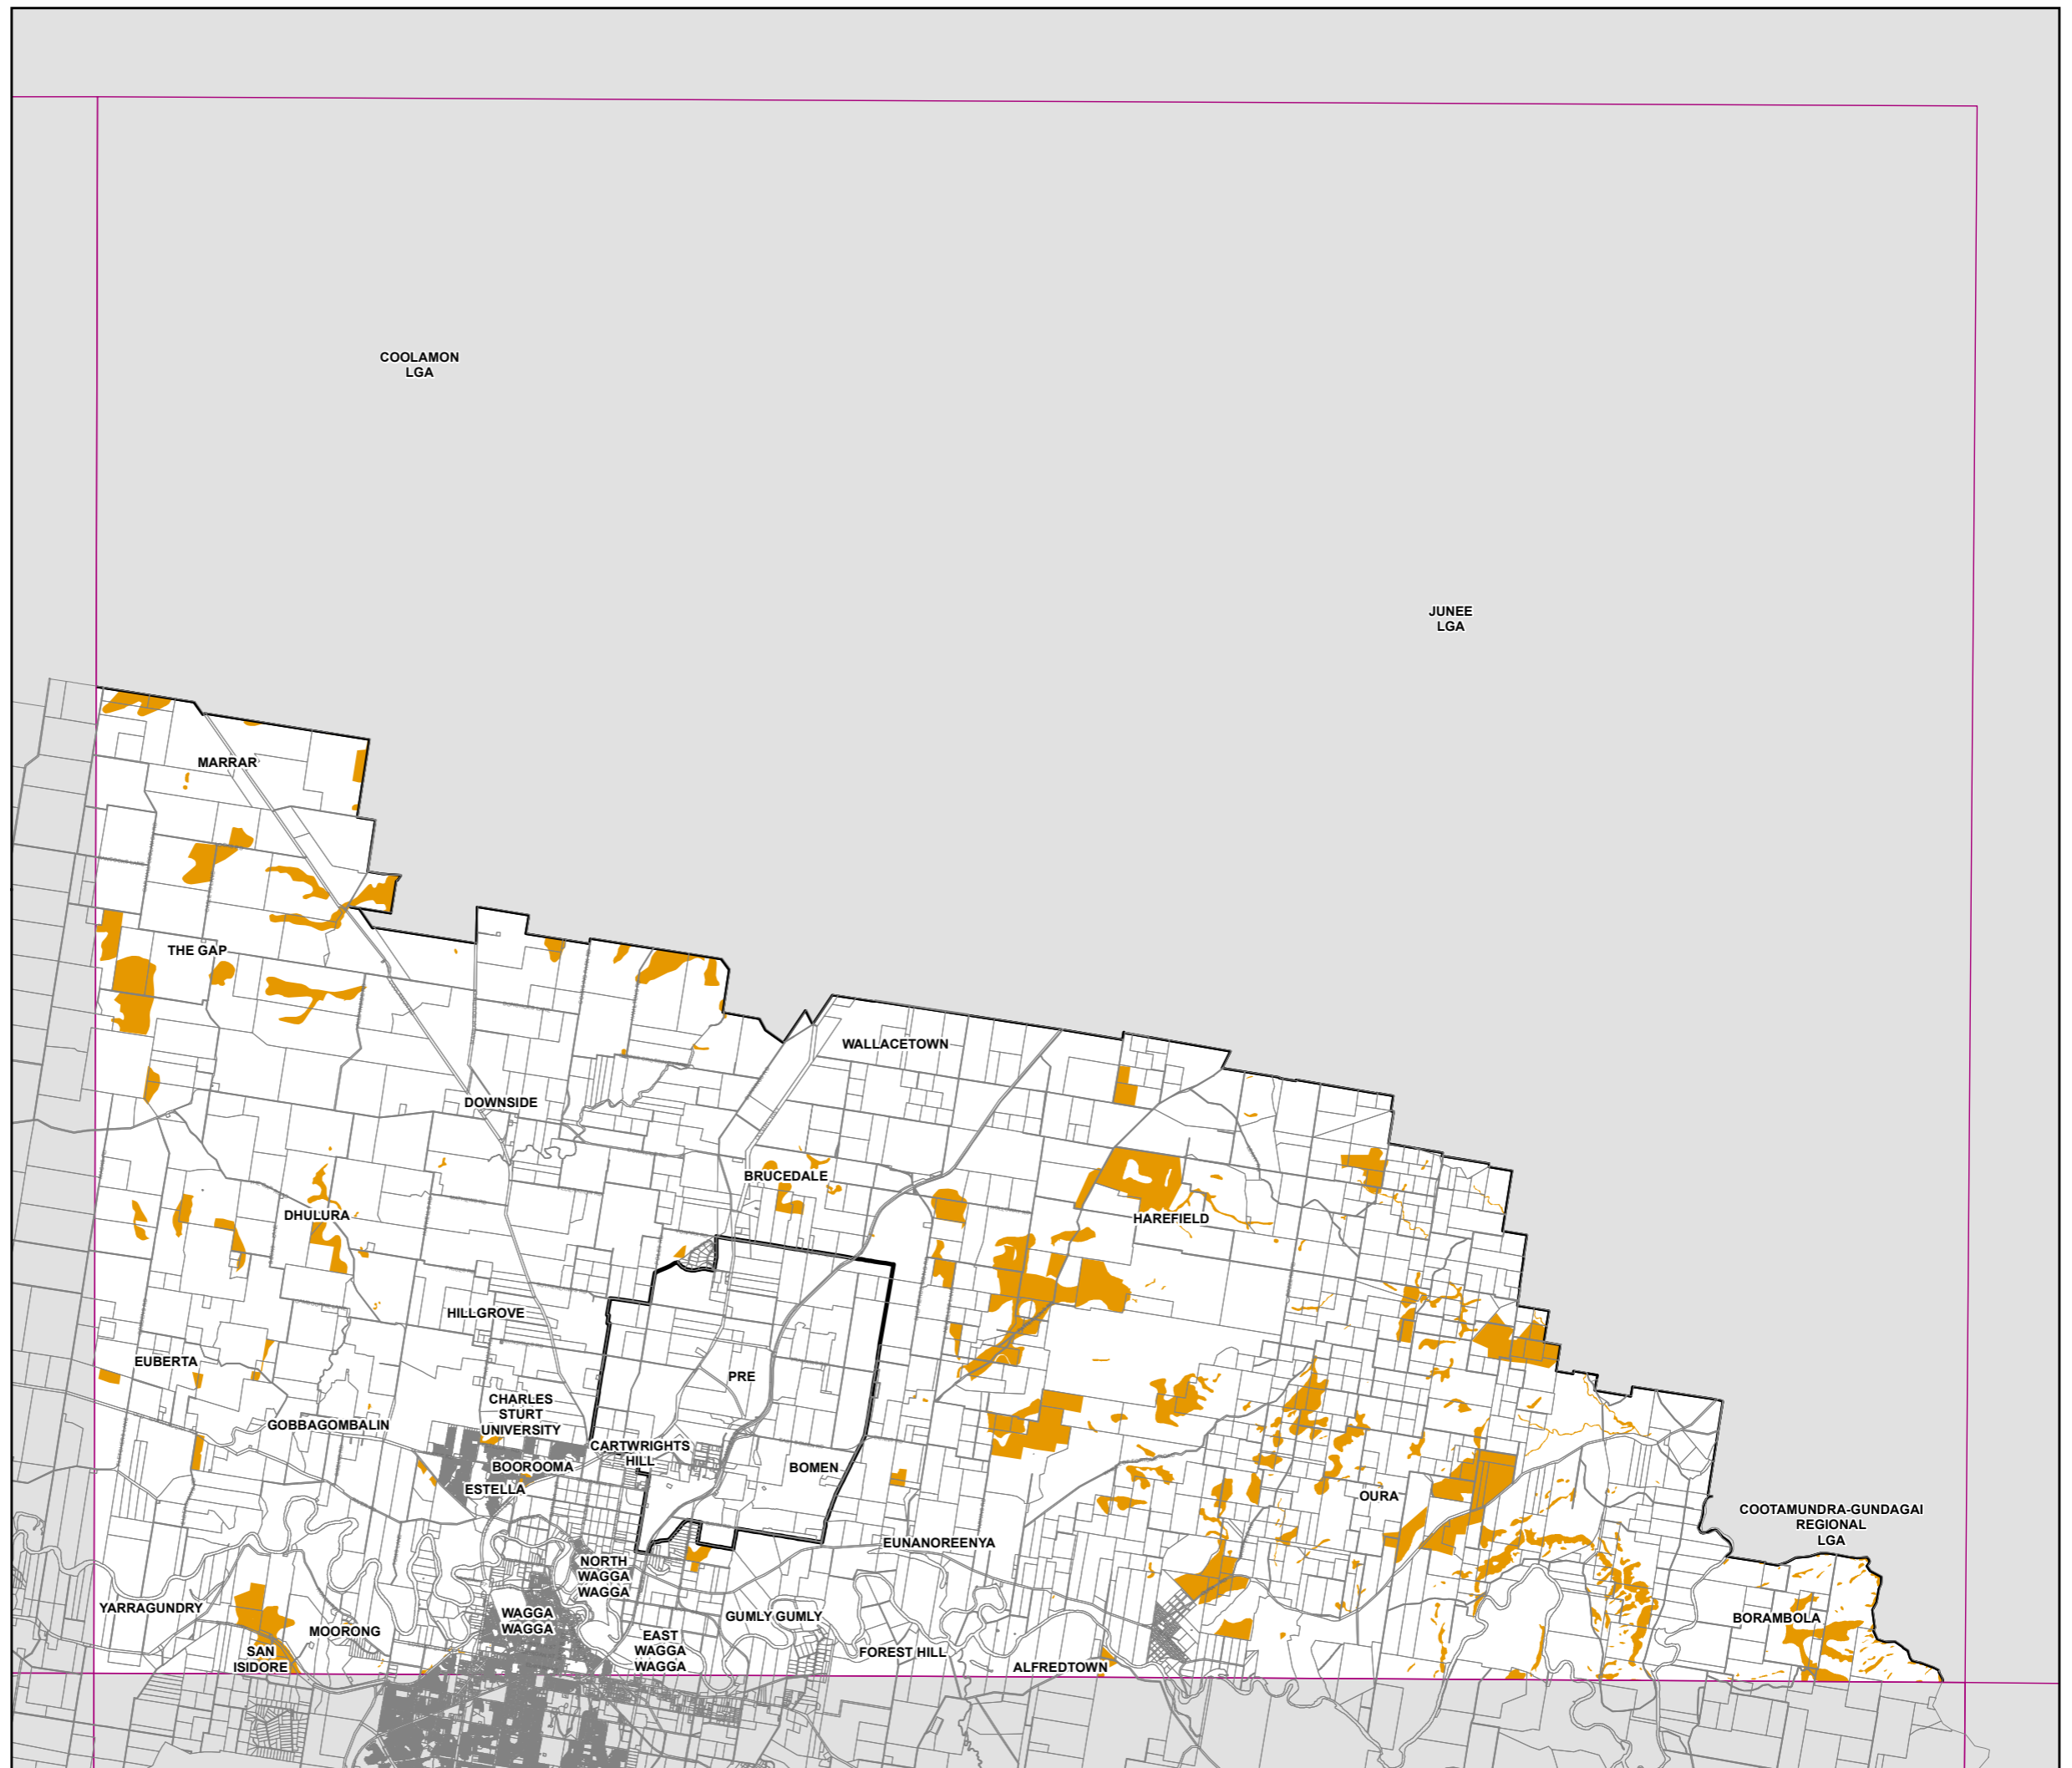 COOLAMON
LGA
JUNEE
LGA
MARRAR
THE GAP
WALLACETOWN
DOWNSIDE
BRUCEDALE
DHULURA
HAREFIELD
HILLGROVE
EUBERTA
PRE
CHARLES
STURT
UNIVERSITY
GOBBAGOMBALIN
CARTWRIGHTS
HILL
BOOROOMA
BOMEN
ESTELLA
OURA
COOTAMUNDRA-GUNDAGAI
REGIONAL
LGA
EUNANOREENYA
NORTH
WAGGA
WAGGA
YARRAGUNDRY
WAGGA
WAGGA
GUMLY GUMLY
BORAMBOLA
MOORONG
EAST
WAGGA
WAGGA
SAN
ISIDORE
FOREST HILL
ALFREDTOWN